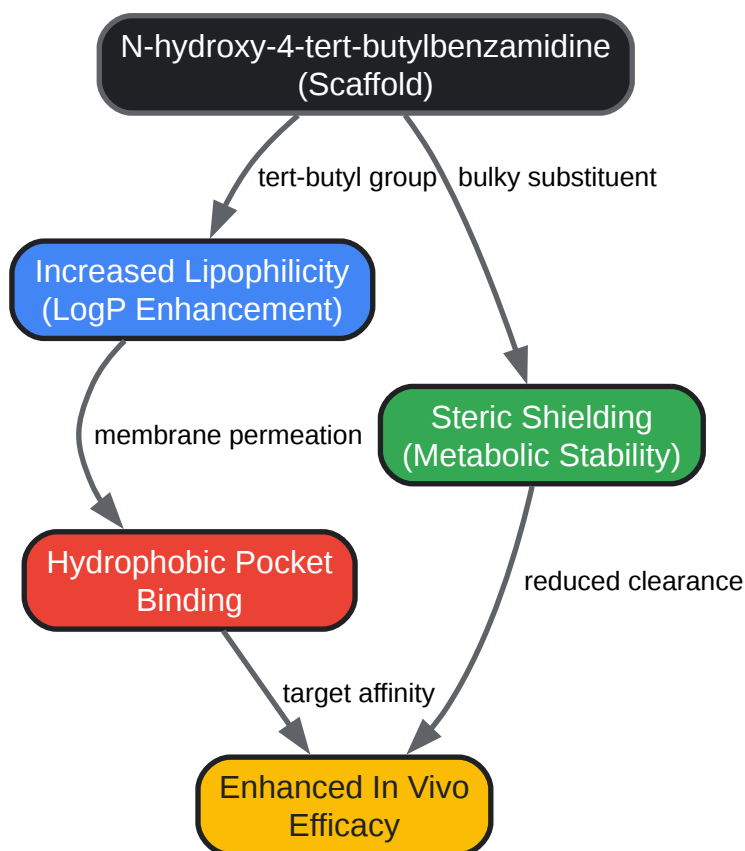 N-hydroxy-4-tert-butylbenzamidine
(Scaffold)
tert-butyl group
bulky substituent
Increased Lipophilicity
(LogP Enhancement)
membrane permeation
Steric Shielding
(Metabolic Stability)
Hydrophobic Pocket
Binding
reduced clearance
target affinity
Enhanced In Vivo
Efficacy